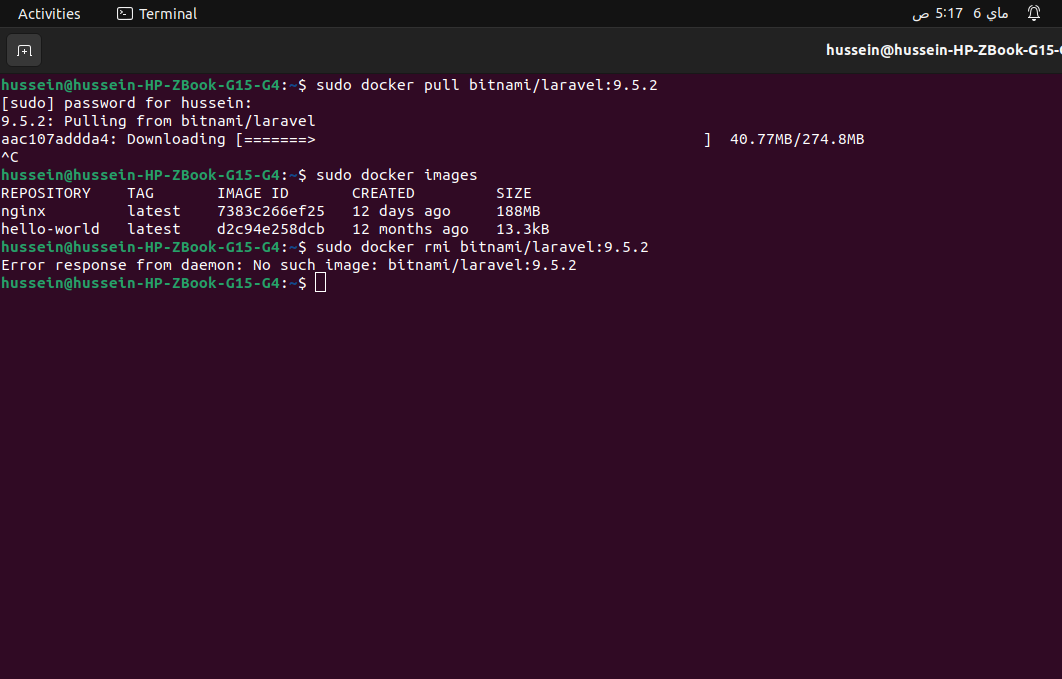 Activities Terminal ماي 6 5:17 ص
hussein@hussein-HP-ZBook-G15-
hussein@hussein-HP-ZBook-G15-G4:~$ sudo docker pull bitnami/laravel:9.5.2
[sudo] password for hussein:
9.5.2: Pulling from bitnami/laravel
aac107addda4: Downloading [=======>                                           ]  40.77MB/274.8MB
^C
hussein@hussein-HP-ZBook-G15-G4:~$ sudo docker images
REPOSITORY    TAG       IMAGE ID       CREATED         SIZE
nginx         latest    7383c266ef25   12 days ago     188MB
hello-world   latest    d2c94e258dcb   12 months ago   13.3kB
hussein@hussein-HP-ZBook-G15-G4:~$ sudo docker rmi bitnami/laravel:9.5.2
Error response from daemon: No such image: bitnami/laravel:9.5.2
hussein@hussein-HP-ZBook-G15-G4:~$